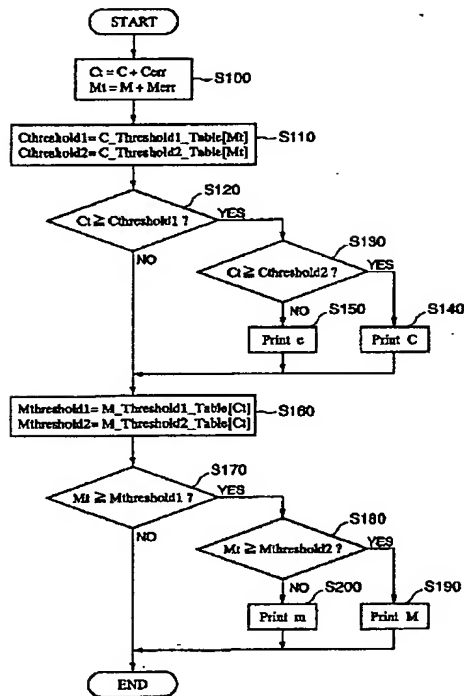 START
Ct = C + Cerr
Mt = M + Merr
S100
Cthreshold1= C_Threshold1_Table[Mt]
Cthreshold2= C_Threshold2_Table[Mt]
S110
S120
Ct ≧ Cthreshold1 ?
YES
NO
S130
Ct ≧ Cthreshold2 ?
YES
NO
S150
S140
Print c
Print C
Mthreshold1= M_Threshold1_Table[Ct]
Mthreshold2= M_Threshold2_Table[Ct]
S160
S170
Mt ≧ Mthreshold1 ?
YES
NO
S180
Mt ≧ Mthreshold2 ?
YES
NO
S200
S190
Print m
Print M
END